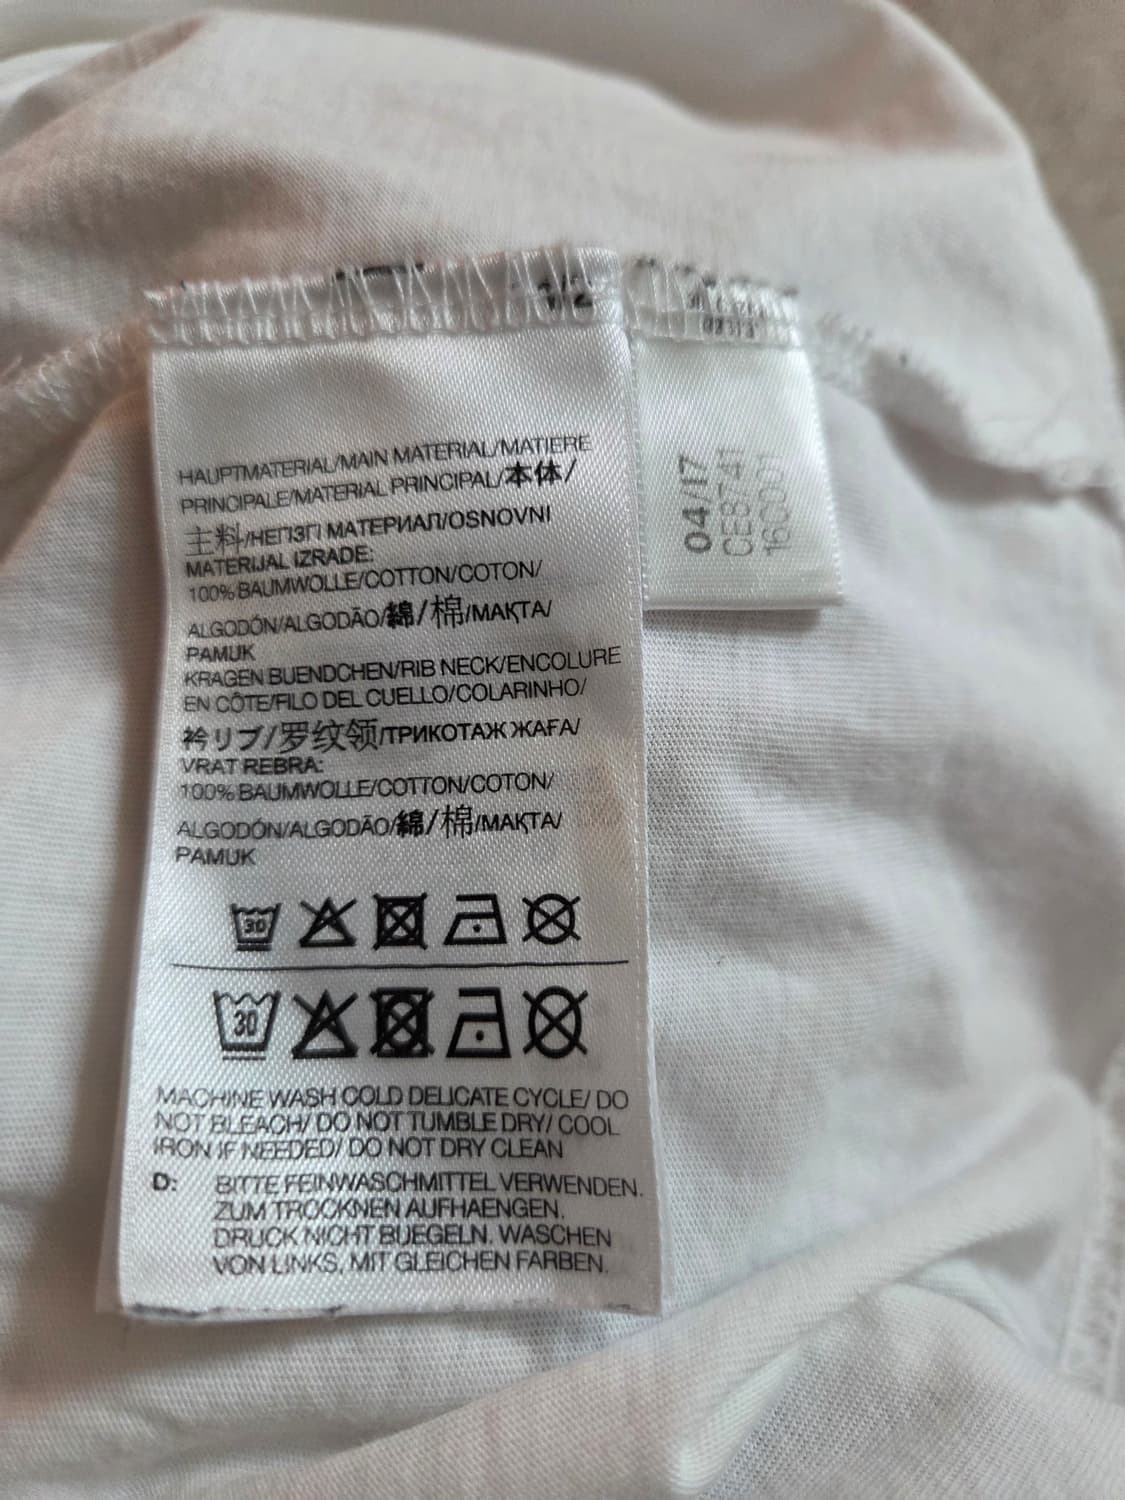 1/2
HAUPTMATERIAL/MAIN MATERIAL/MATIERE
PRINCIPALE/MATERIAL PRINCIPAL/本体/
主料/НЕГІЗГІ МАТЕРИАЛ/OSNOVNI
MATERIJAL IZRADE:
100% BAUMWOLLE/COTTON/COTON/
ALGODÓN/ALGODÃO/綿/棉/МАҚТА/
PAMUK
KRAGEN BUENDCHEN/RIB NECK/ENCOLURE
EN CÔTE/FILO DEL CUELLO/COLARINHO/
衿リブ/罗纹领/ТРИКОТАЖ ЖАҒА/
VRAT REBRA:
100% BAUMWOLLE/COTTON/COTON/
ALGODÓN/ALGODÃO/綿/棉/МАҚТА/
PAMUK
30
30
MACHINE WASH COLD DELICATE CYCLE/ DO
NOT BLEACH/ DO NOT TUMBLE DRY/ COOL
IRON IF NEEDED/ DO NOT DRY CLEAN
D: BITTE FEINWASCHMITTEL VERWENDEN.
ZUM TROCKNEN AUFHAENGEN.
DRUCK NICHT BUEGELN. WASCHEN
VON LINKS, MIT GLEICHEN FARBEN.
04/17
CE8741
16C001